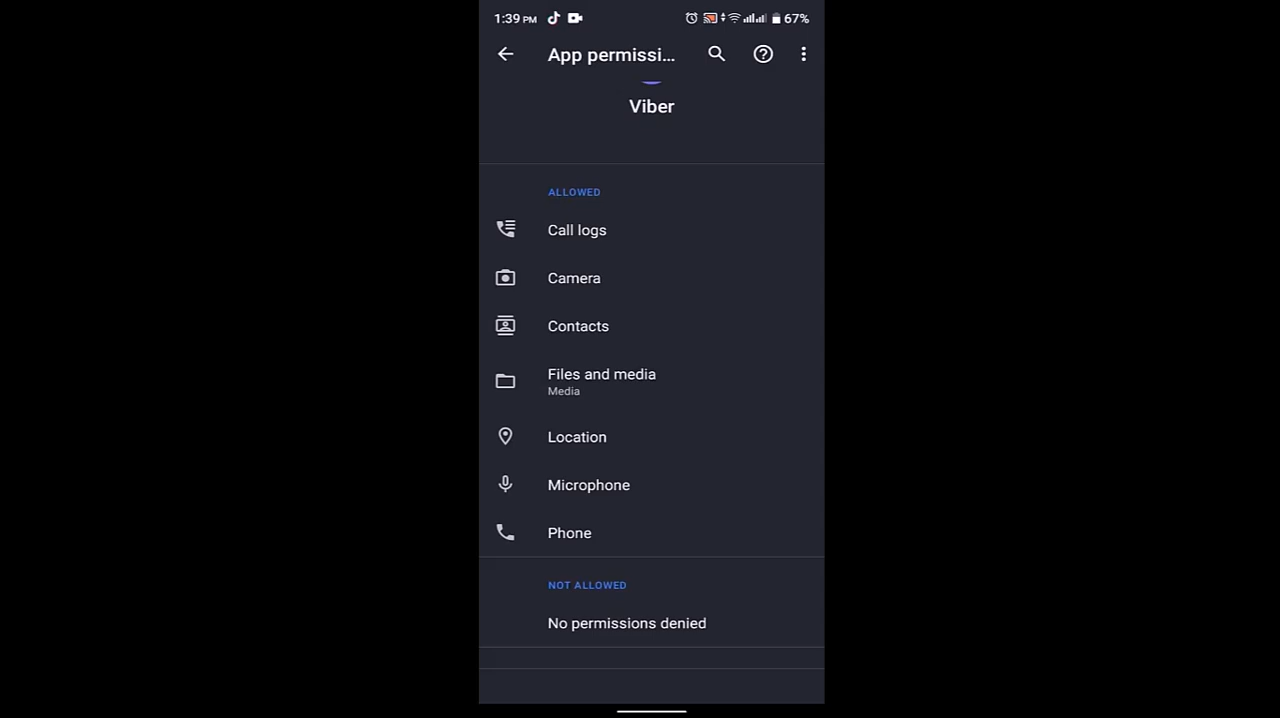 1:39 PM 67%
App permissi...
Viber
ALLOWED
Call logs
Camera
Contacts
Files and media
Media
Location
Microphone
Phone
NOT ALLOWED
No permissions denied